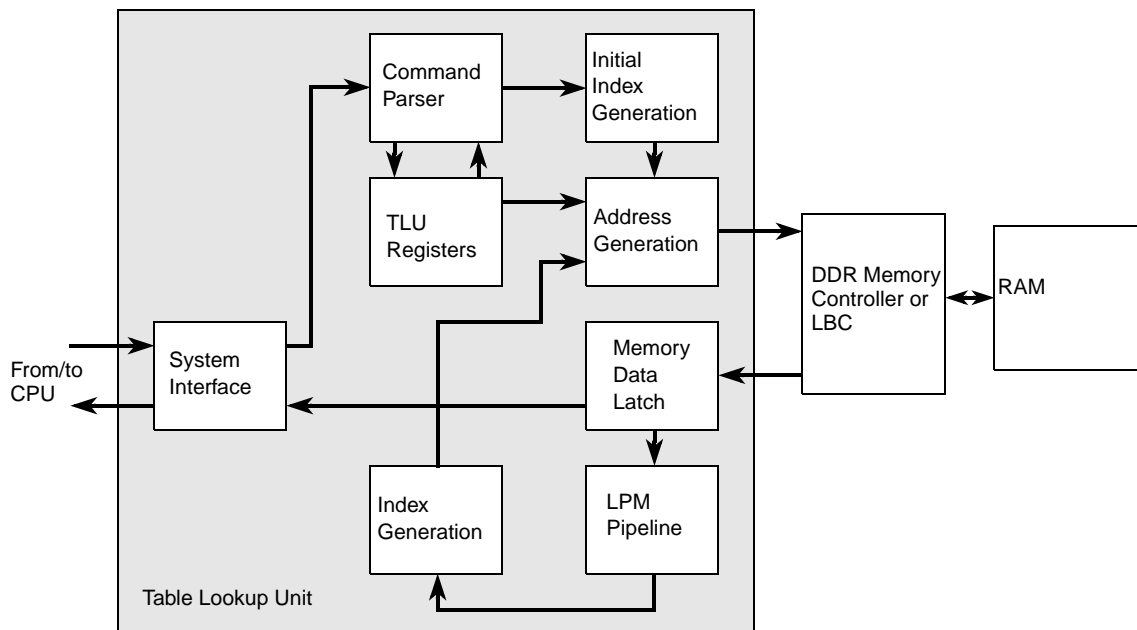 Command
Parser
Initial
Index
Generation
TLU
Registers
Address
Generation
DDR Memory
Controller or
LBC
RAM
From/to
CPU
System
Interface
Memory
Data
Latch
Index
Generation
LPM
Pipeline
Table Lookup Unit